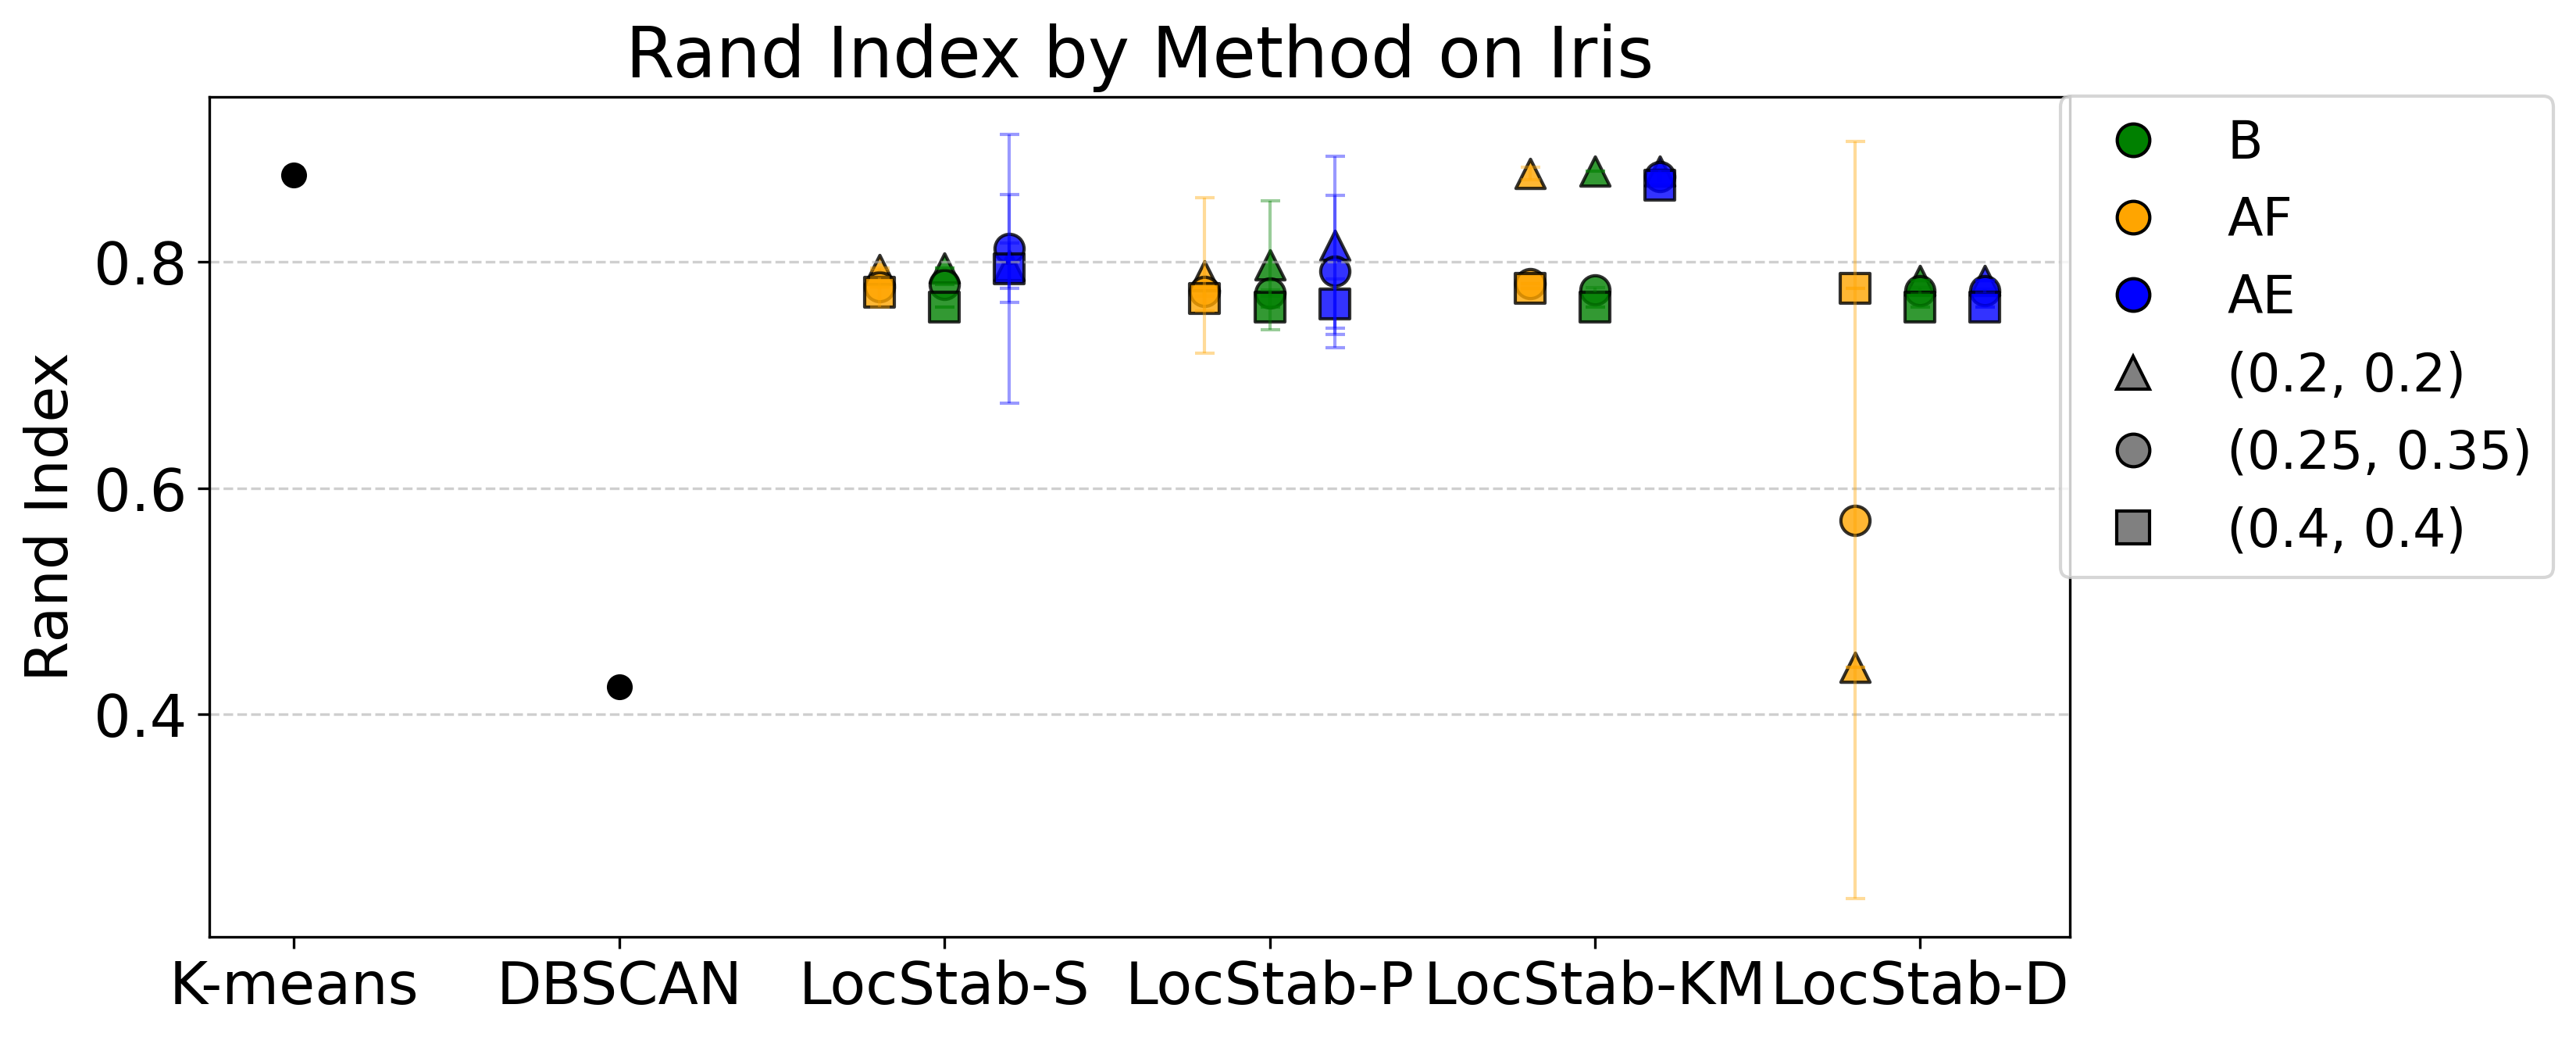 Rand Index by Method on Iris
Rand Index
0.8
0.6
0.4
K-means
DBSCAN
LocStab-S
LocStab-P
LocStab-KM
LocStab-D
B
AF
AE
(0.2, 0.2)
(0.25, 0.35)
(0.4, 0.4)